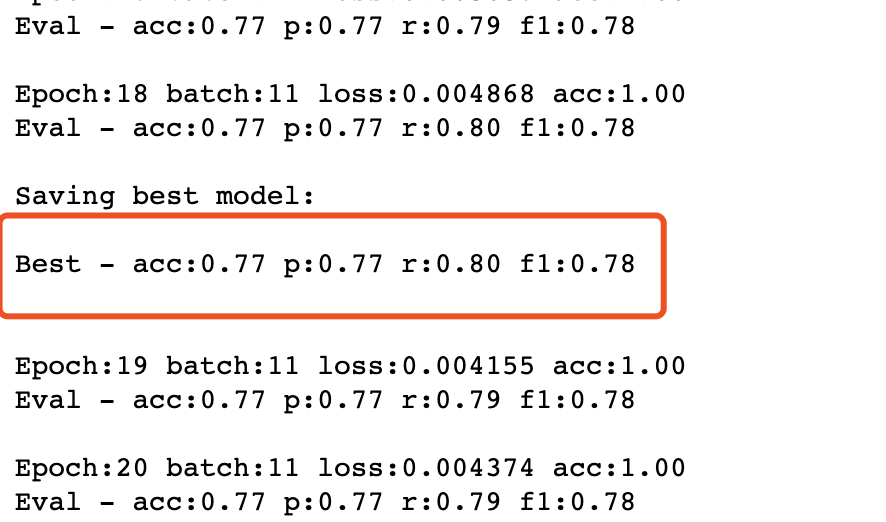 Eval - acc:0.77 p:0.77 r:0.79 f1:0.78
Epoch:18 batch:11 loss:0.004868 acc:1.00
Eval - acc:0.77 p:0.77 r:0.80 f1:0.78
Saving best model:
Best - acc:0.77 p:0.77 r:0.80 f1:0.78
Epoch:19 batch:11 loss:0.004155 acc:1.00
Eval - acc:0.77 p:0.77 r:0.79 f1:0.78
Epoch:20 batch:11 loss:0.004374 acc:1.00
Eval - acc:0.77 p:0.77 r:0.79 f1:0.78